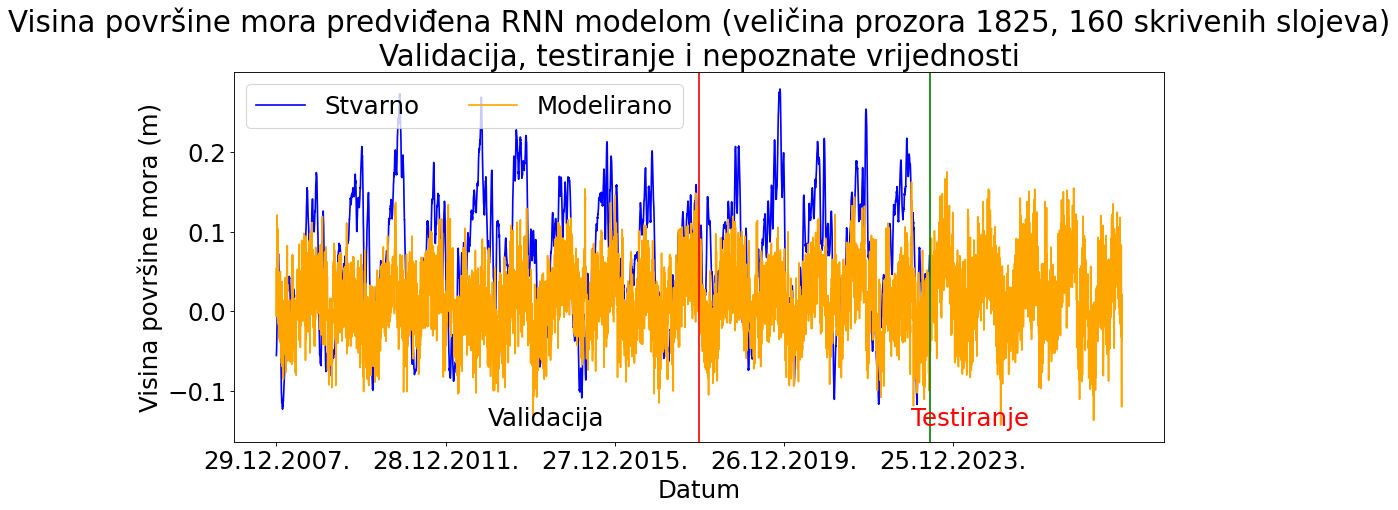 Visina površine mora predviđena RNN modelom (veličina prozora 1825, 160 skrivenih slojeva)
Validacija, testiranje i nepoznate vrijednosti
Stvarno
Modelirano
Visina površine mora (m)
0.2
0.1
0.0
−0.1
Validacija
Testiranje
29.12.2007.
28.12.2011.
27.12.2015.
26.12.2019.
25.12.2023.
Datum